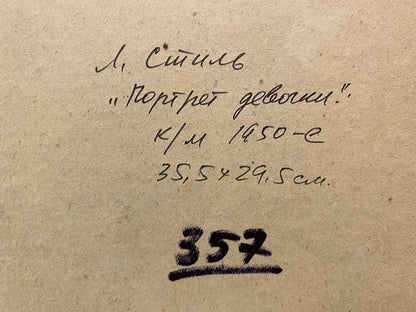 Л. Стиль
„Портрет девочки".
к/м 1950-е
35,5 x 29,5 см.
357